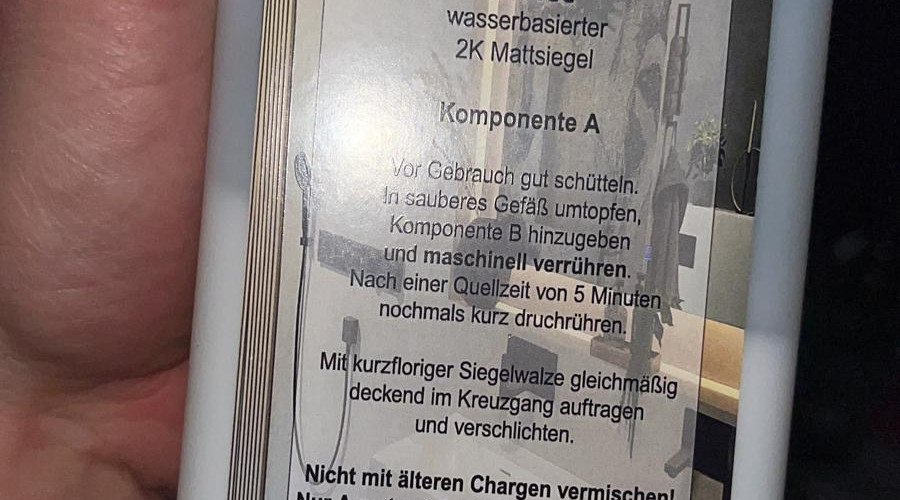 wasserbasierter
2K Mattsiegel
Komponente A
Vor Gebrauch gut schütteln.
In sauberes Gefäß umtopfen,
Komponente B hinzugeben
und maschinell verrühren.
Nach einer Quellzeit von 5 Minuten
nochmals kurz druchrühren.
Mit kurzfloriger Siegelwalze gleichmäßig
deckend im Kreuzgang auftragen
und verschlichten.
Nicht mit älteren Chargen vermischen!
Nur A